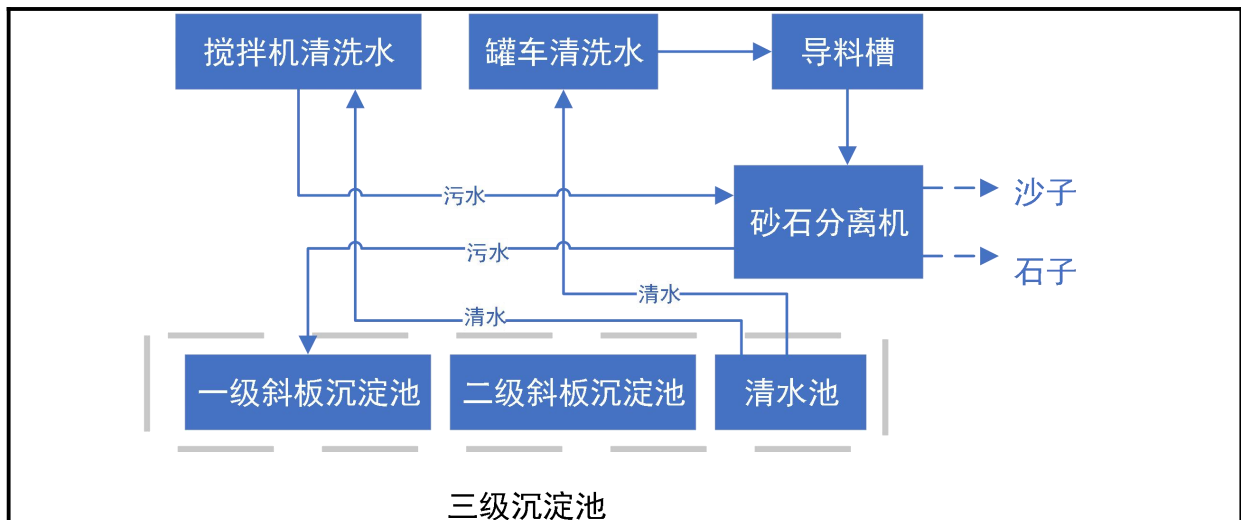 搅拌机清洗水
罐车清洗水
导料槽
污水
砂石分离机
沙子
污水
石子
清水
清水
一级斜板沉淀池
二级斜板沉淀池
清水池
三级沉淀池